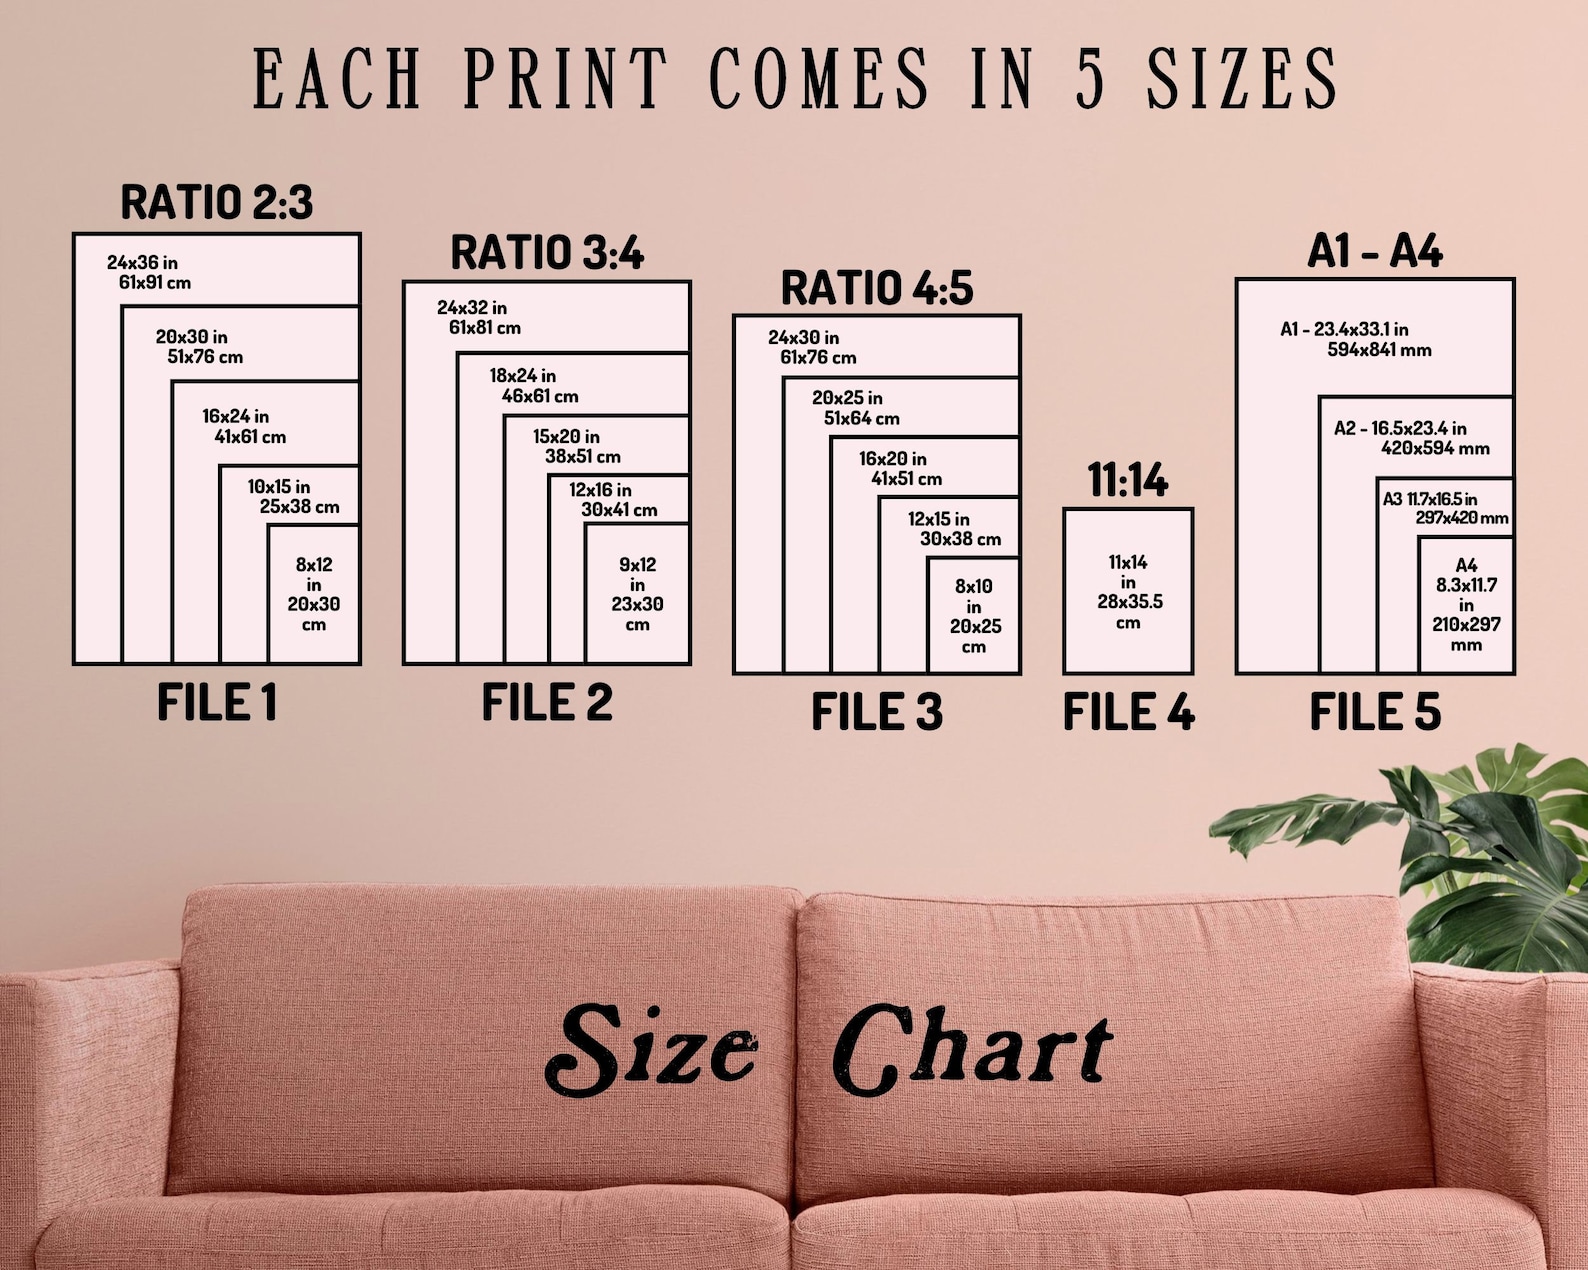 EACH PRINT COMES IN 5 SIZES
RATIO 2:3
24x36 in
61x91 cm
20x30 in
51x76 cm
16x24 in
41x61 cm
10x15 in
25x38 cm
8x12
in
20x30
cm
FILE 1
RATIO 3:4
24x32 in
61x81 cm
18x24 in
46x61 cm
15x20 in
38x51 cm
12x16 in
30x41 cm
9x12
in
23x30
cm
FILE 2
RATIO 4:5
24x30 in
61x76 cm
20x25 in
51x64 cm
16x20 in
41x51 cm
12x15 in
30x38 cm
8x10
in
20x25
cm
FILE 3
11:14
11x14
in
28x35.5
cm
FILE 4
A1 - A4
A1 - 23.4x33.1 in
594x841 mm
A2 - 16.5x23.4 in
420x594 mm
A3 11.7x16.5 in
297x420 mm
A4
8.3x11.7
in
210x297
mm
FILE 5
Size Chart